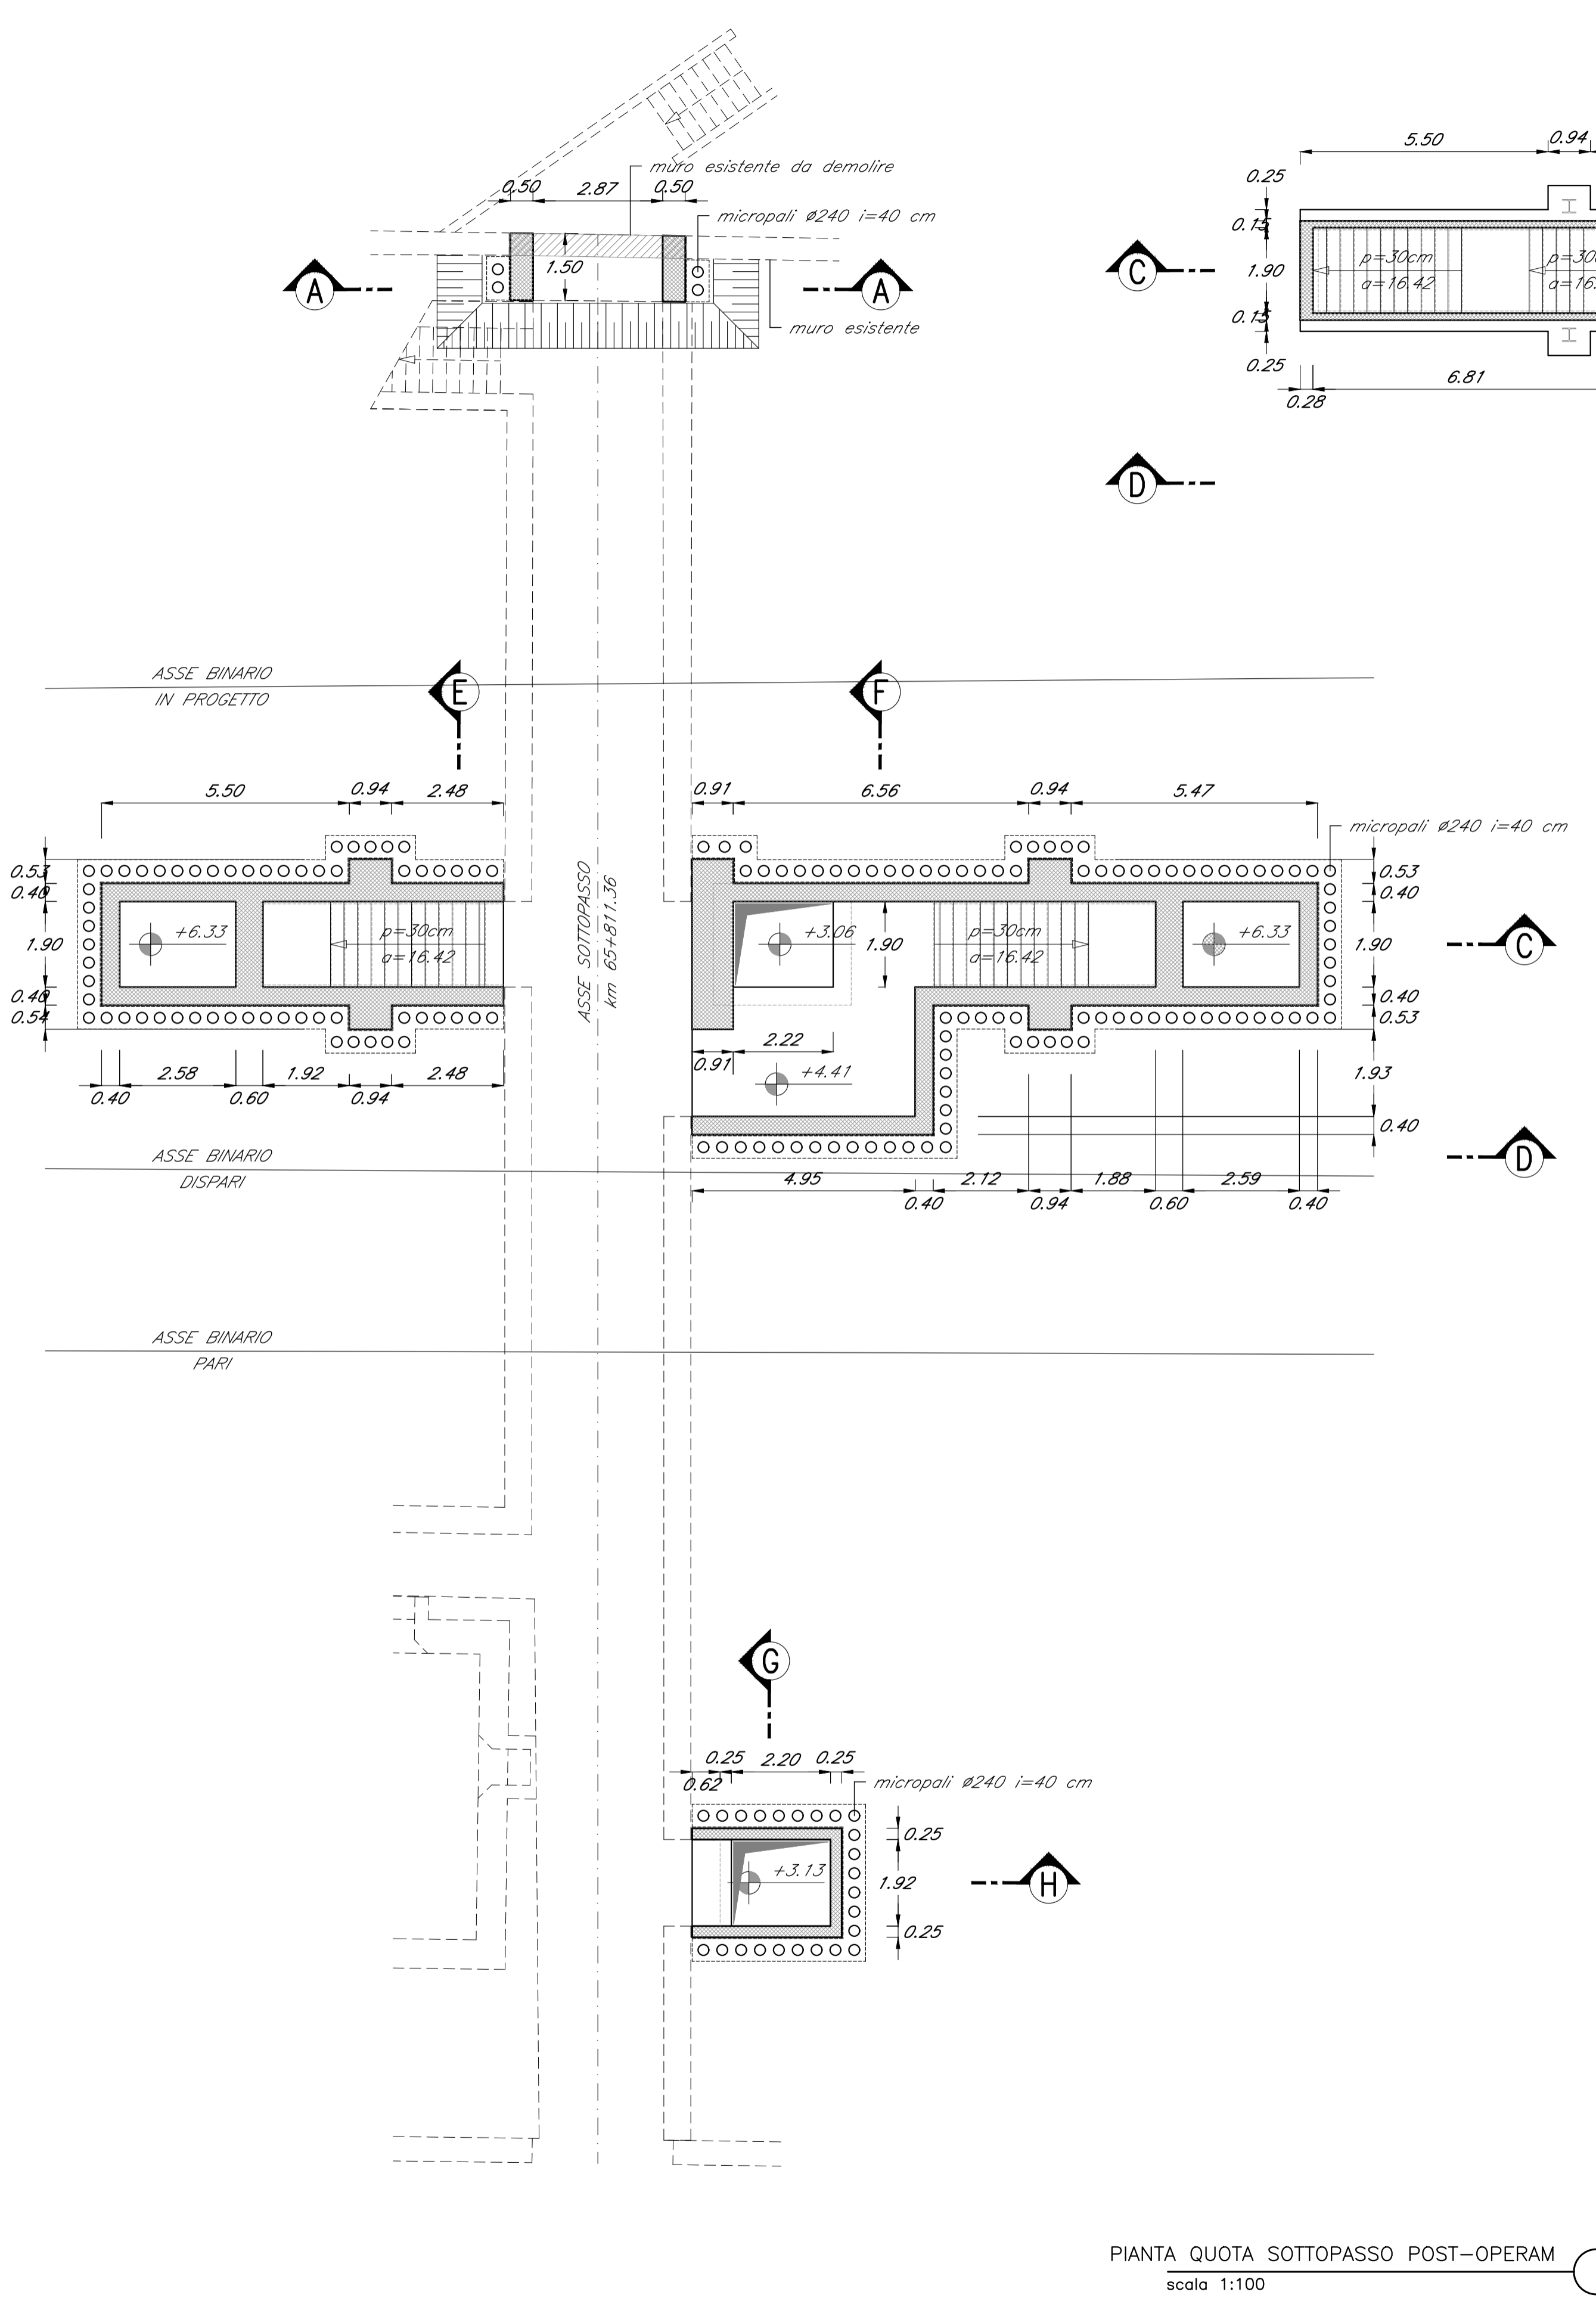 muro esistente da demolire
0.50
2.87
0.50
micropali ø240 i=40 cm
1.50
A
A
muro esistente
5.50
0.94
0.25
0.15
1.90
0.15
0.25
C
p=30cm
a=16.42
6.81
0.28
D
ASSE BINARIO
IN PROGETTO
E
F
5.50
0.94
2.48
0.53
0.40
1.90
0.40
0.54
+6.33
p=30cm
a=16.42
2.58
1.92
2.48
0.40
0.60
0.94
ASSE SOTTOPASSO
km 65+811.36
0.91
6.56
0.94
5.47
micropali ø240 i=40 cm
0.53
0.40
1.90
0.40
0.53
1.93
0.40
+3.06
1.90
p=30cm
a=16.42
+6.33
C
2.22
0.91
+4.41
D
4.95
2.12
1.88
2.59
0.40
0.94
0.60
0.40
ASSE BINARIO
DISPARI
ASSE BINARIO
PARI
G
0.25
2.20
0.25
0.62
micropali ø240 i=40 cm
0.25
+3.13
1.92
H
0.25
PIANTA QUOTA SOTTOPASSO POST-OPERAM
scala 1:100